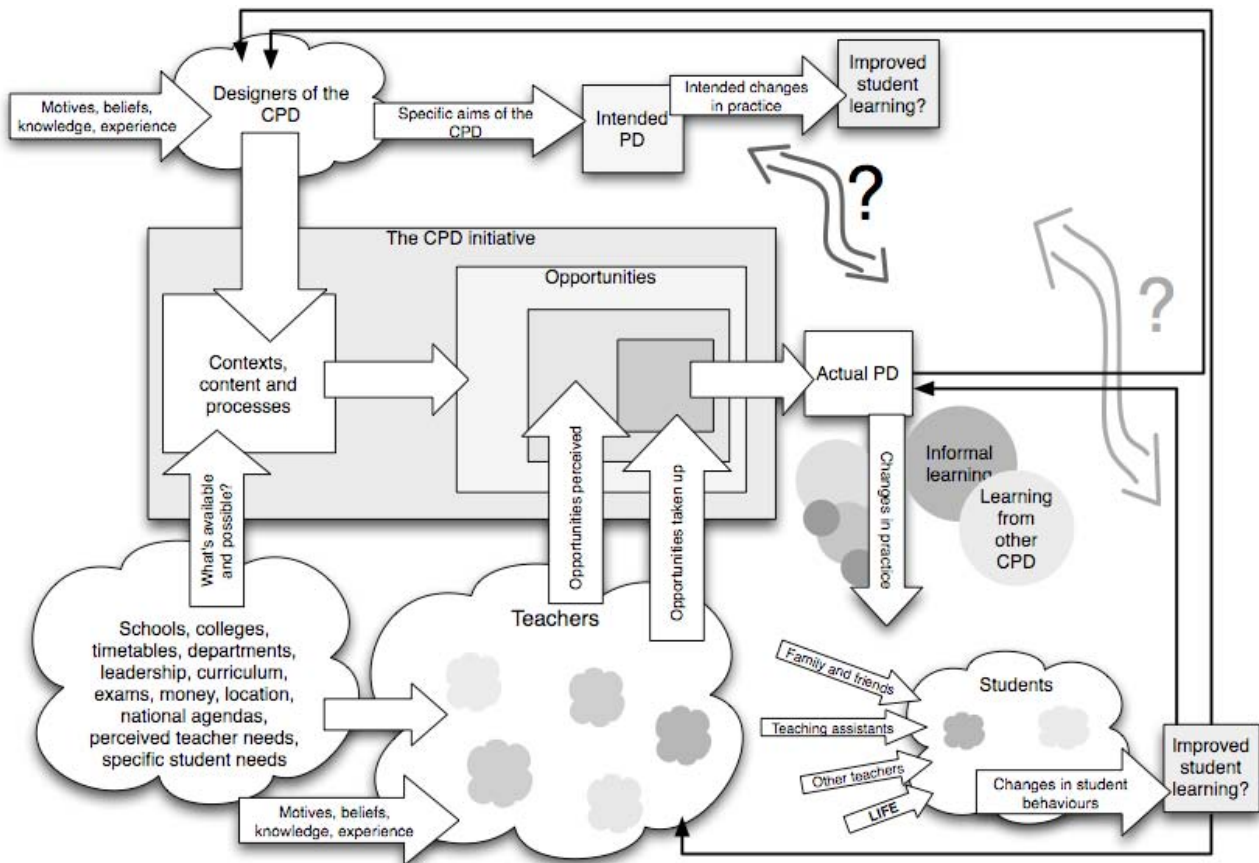 Motives, beliefs,
knowledge, experience
Designers of the
CPD
Specific aims of the
CPD
Intended
PD
Intended changes
in practice
Improved
student
learning?
?
?
The CPD initiative
Opportunities
Contexts,
content and
processes
Actual PD
What's available
and possible?
Opportunities perceived
Opportunities taken up
Changes in
practice
Informal
learning
Learning
from
other
CPD
Schools, colleges,
timetables, departments,
leadership, curriculum,
exams, money, location,
national agendas,
perceived teacher needs,
specific student needs
Teachers
Motives, beliefs,
knowledge, experience
Family and friends
Teaching assistants
Other teachers
LIFE
Students
Changes in student
behaviours
Improved
student
learning?